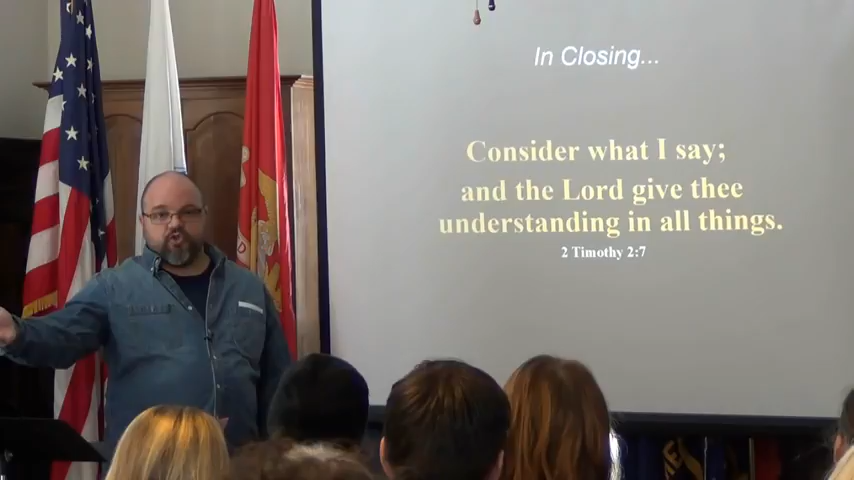 In Closing...
Consider what I say;
and the Lord give thee
understanding in all things.
2 Timothy 2:7